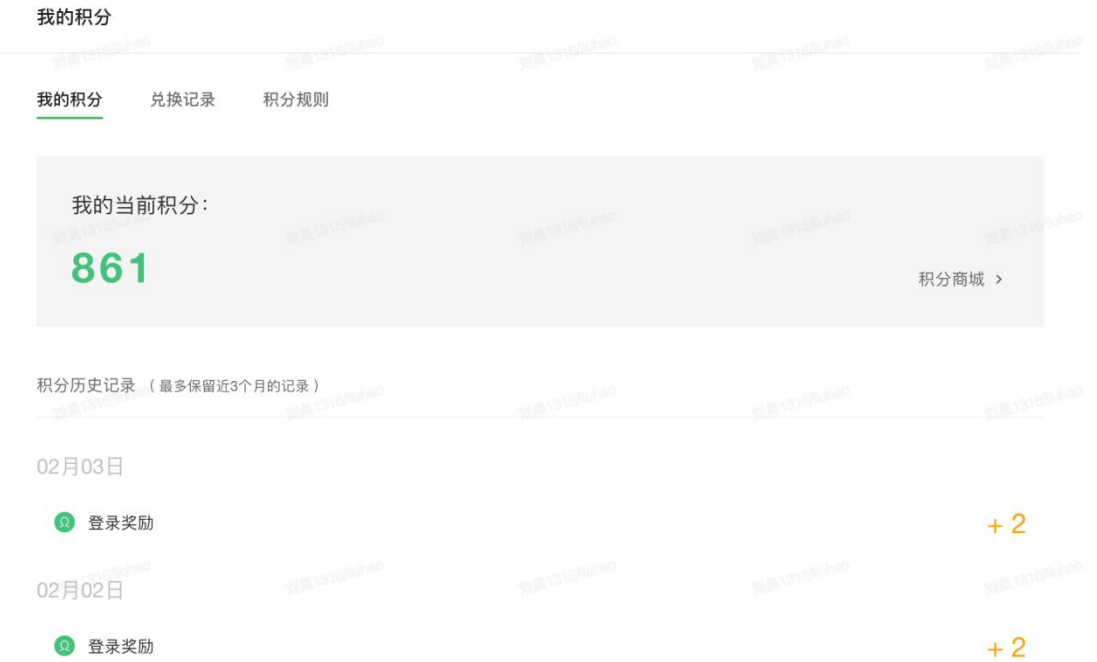 我的积分
我的积分 兑换记录 积分规则
我的当前积分：
861
积分商城 >
积分历史记录 （最多保留近3个月的记录）
02月03日
登录奖励 + 2
02月02日
登录奖励 + 2